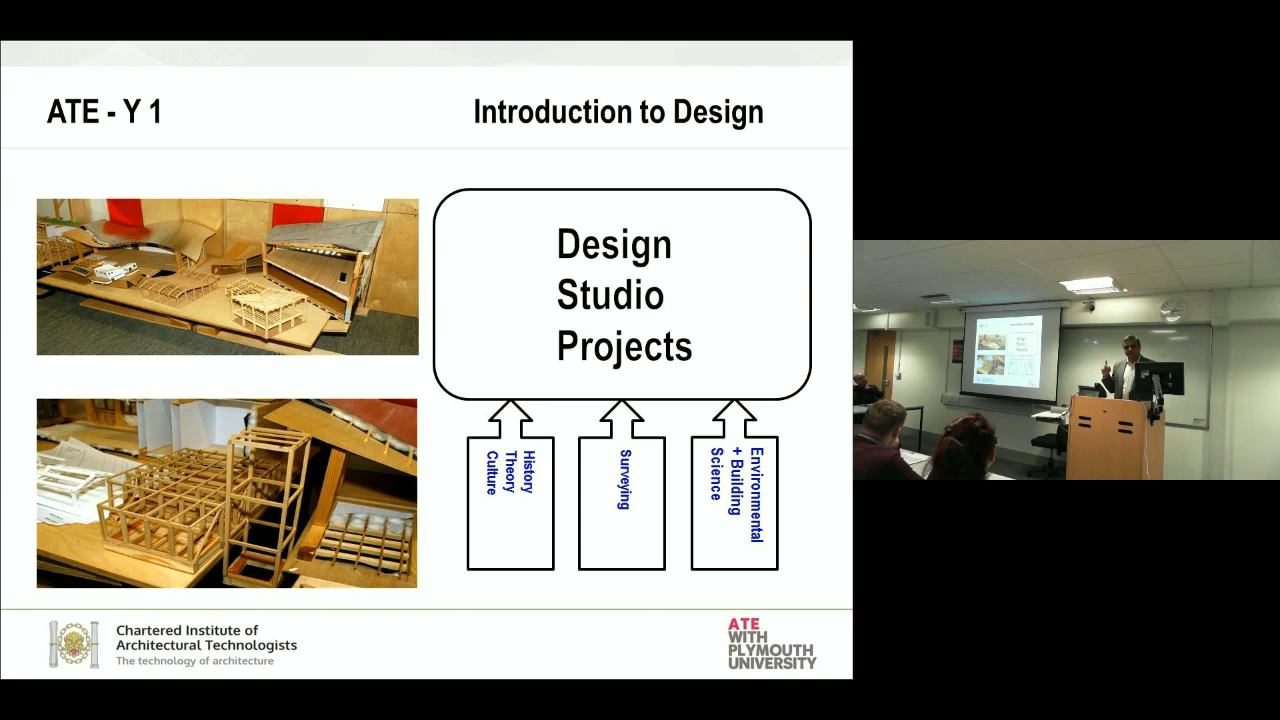 ATE - Y 1
Introduction to Design
Design
Studio
Projects
History
Theory
Culture
Surveying
Environmental
+ Building
Science
Chartered Institute of
Architectural Technologists
The technology of architecture
ATE
WITH
PLYMOUTH
UNIVERSITY